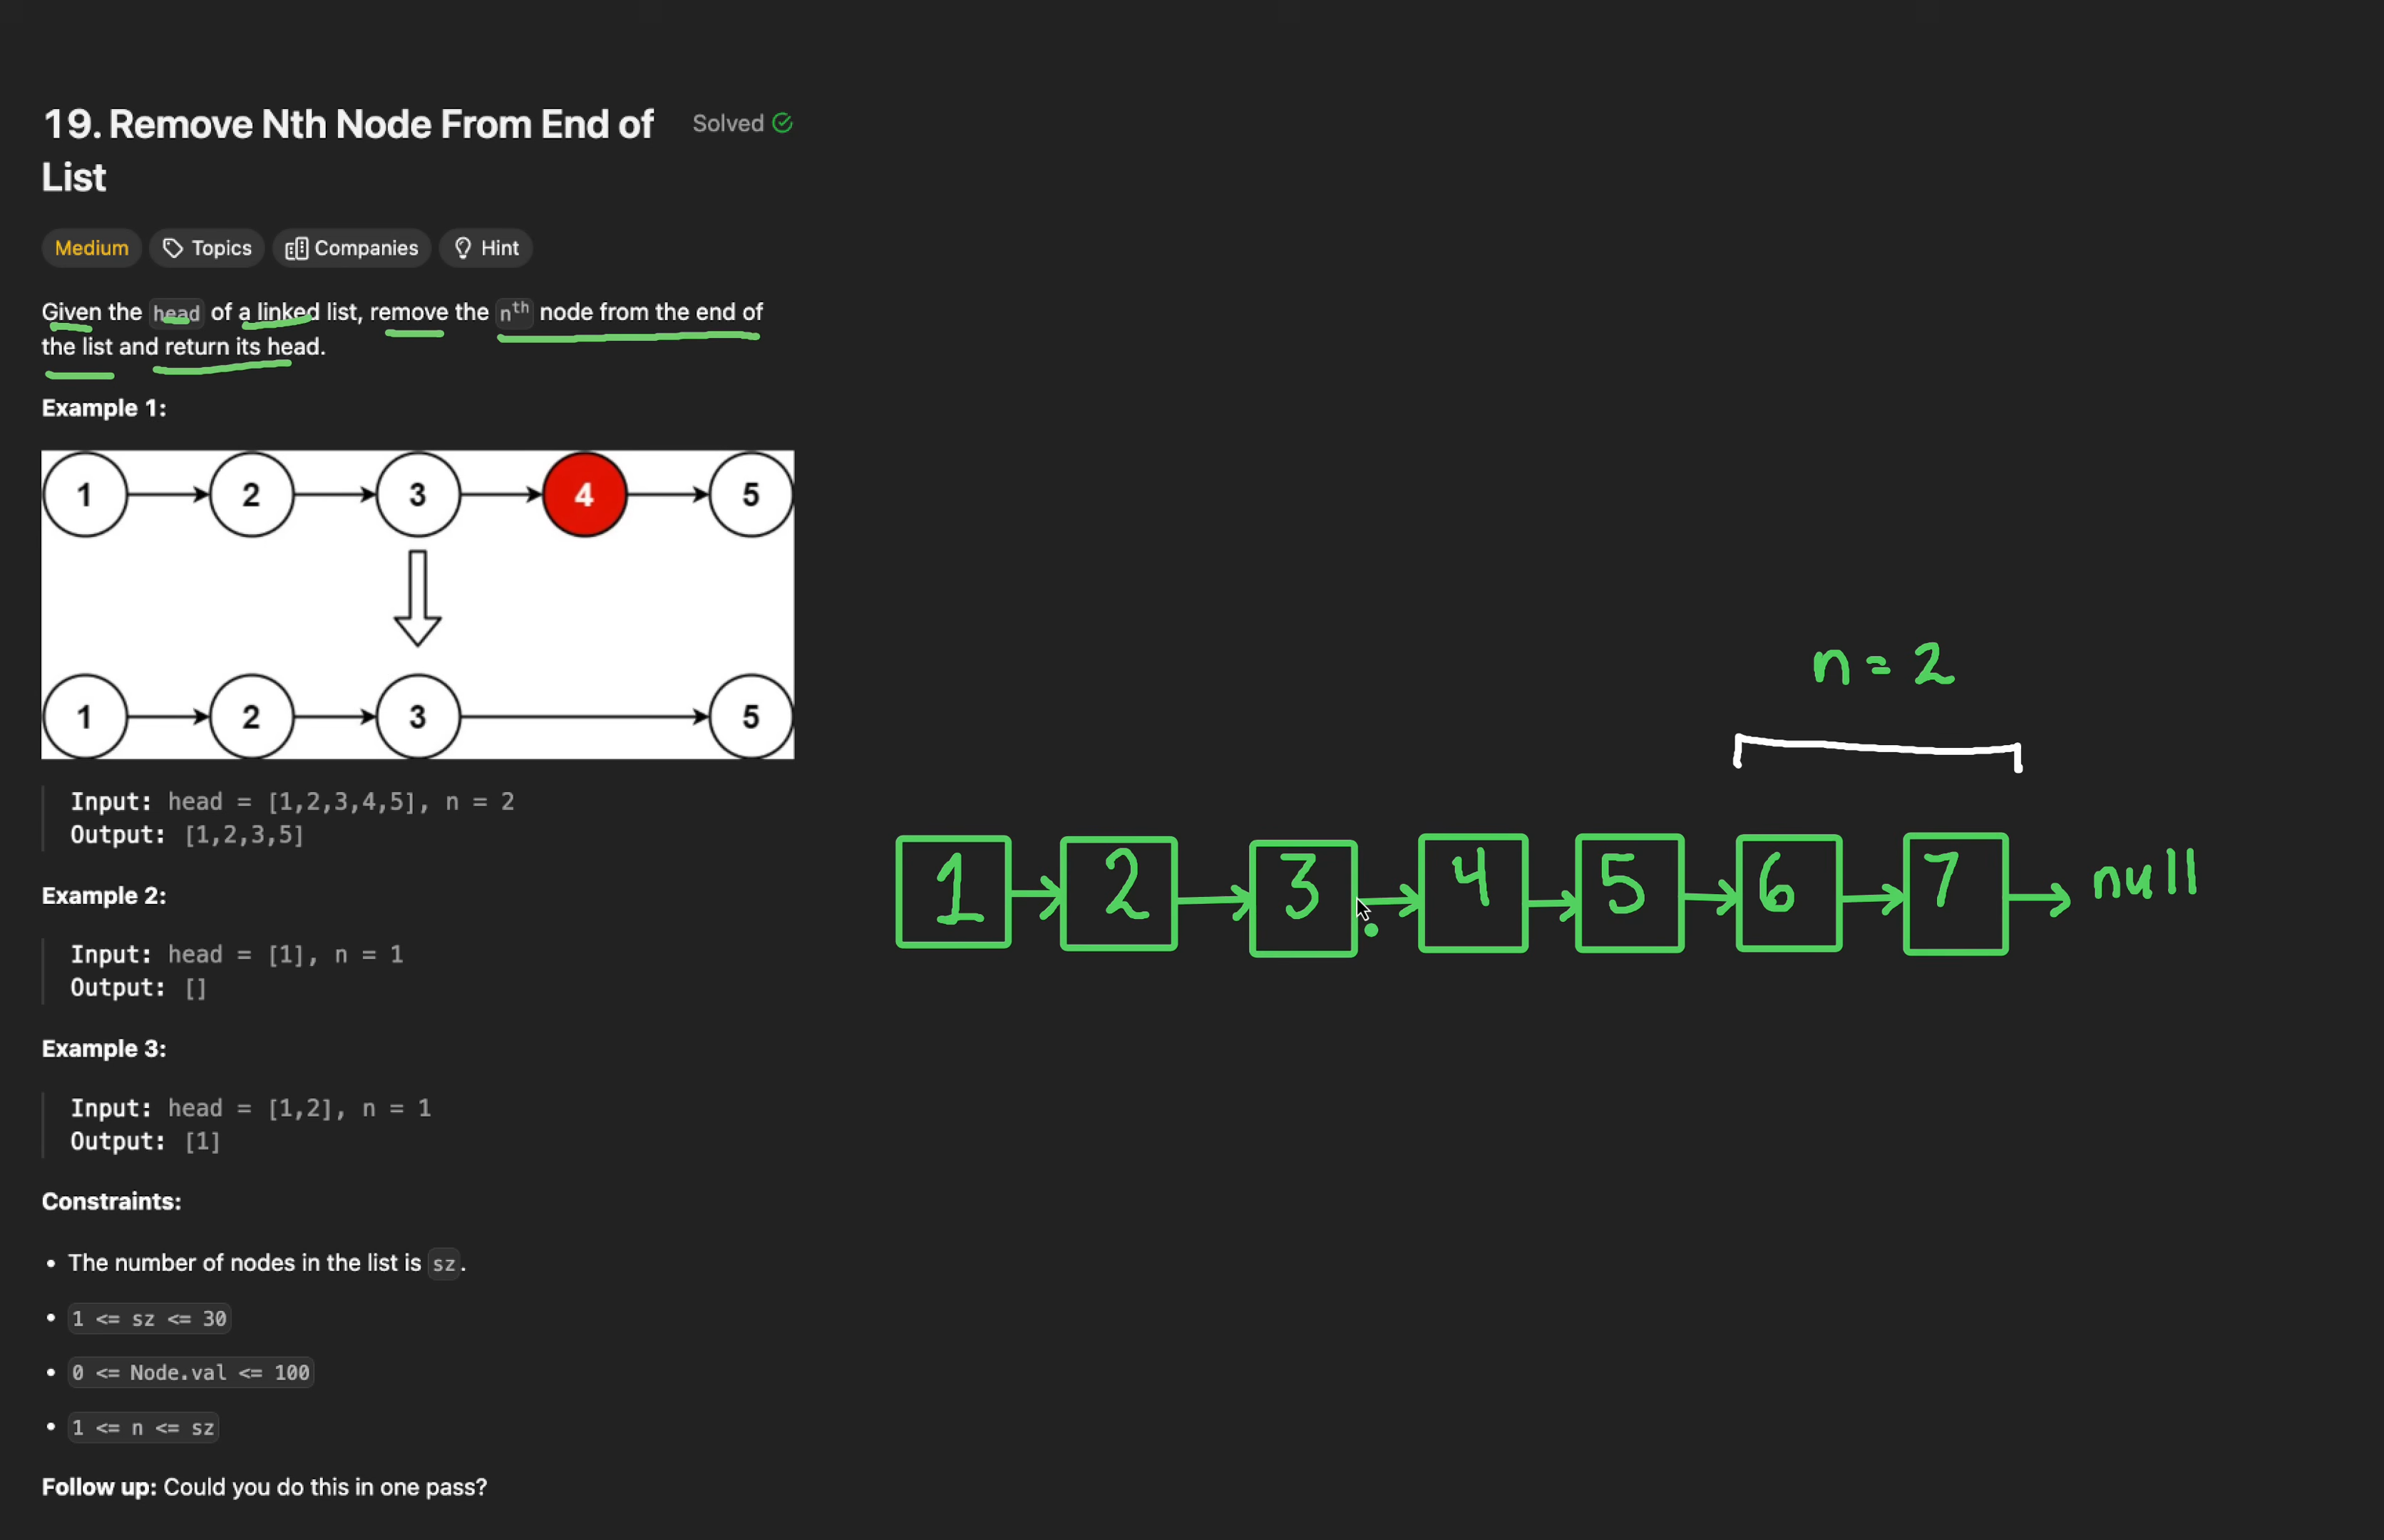 19. Remove Nth Node From End of
List
Solved
Medium
Topics
Companies
Hint
Given the head of a linked list, remove the nth node from the end of
the list and return its head.
Example 1:
1 2 3 4 5
1 2 3 5
Input: head = [1,2,3,4,5], n = 2
Output: [1,2,3,5]
Example 2:
Input: head = [1], n = 1
Output: []
Example 3:
Input: head = [1,2], n = 1
Output: [1]
Constraints:
• The number of nodes in the list is sz.
• 1 <= sz <= 30
• 0 <= Node.val <= 100
• 1 <= n <= sz
Follow up: Could you do this in one pass?
n = 2
1 2 3 4 5 6 7 null